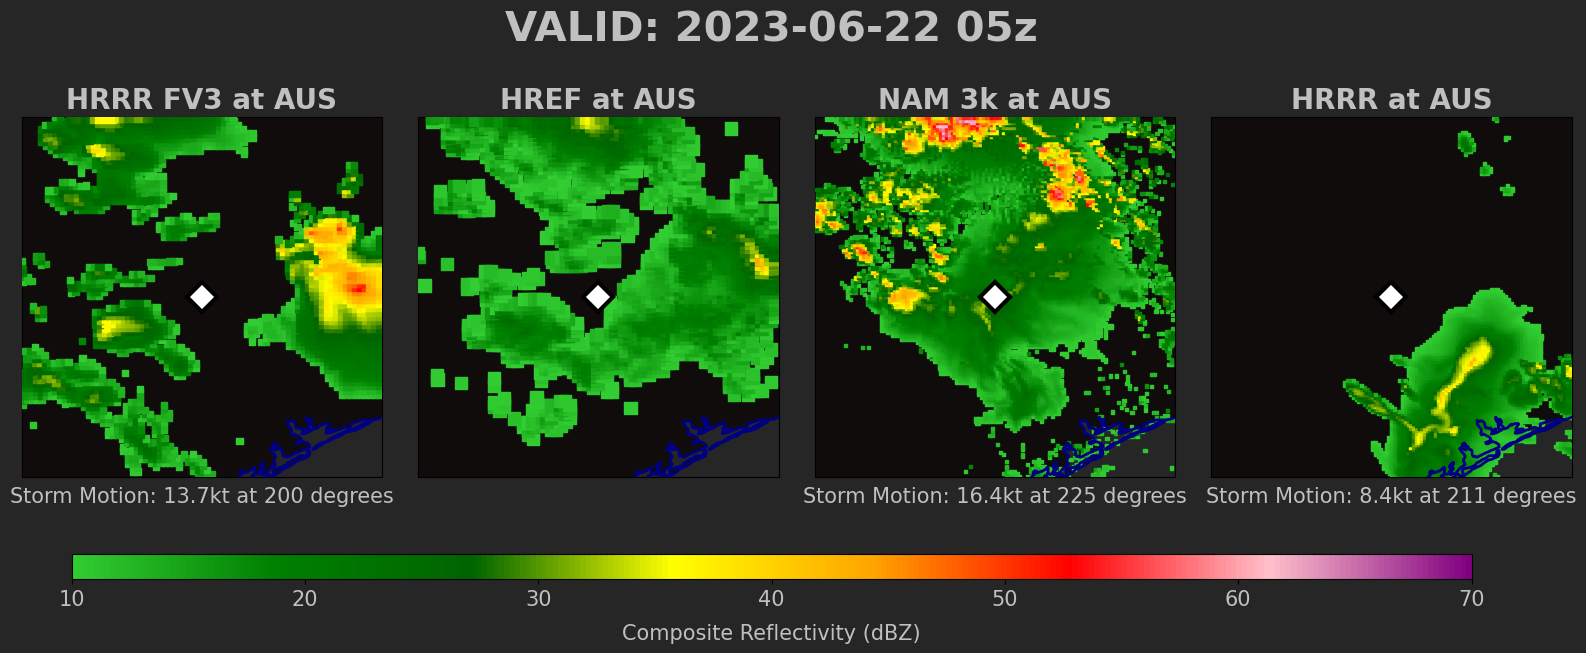 VALID: 2023-06-22 05z
HRRR FV3 at AUS
HREF at AUS
NAM 3k at AUS
HRRR at AUS
Storm Motion: 13.7kt at 200 degrees
Storm Motion: 16.4kt at 225 degrees
Storm Motion: 8.4kt at 211 degrees
10 20 30 40 50 60 70
Composite Reflectivity (dBZ)